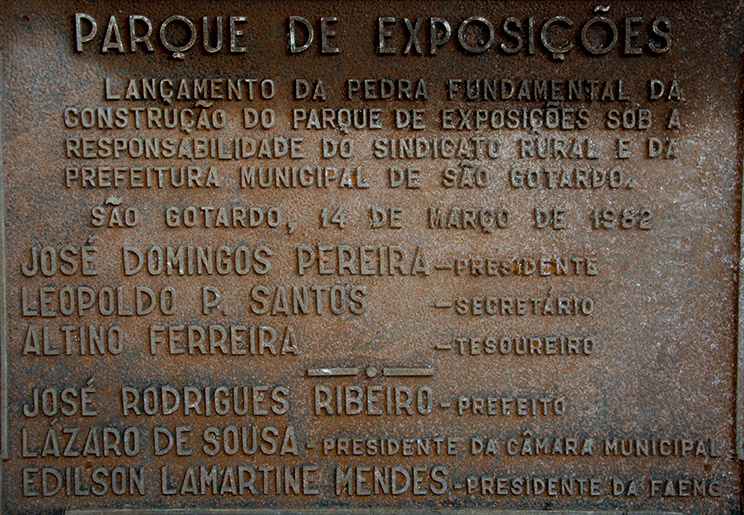 PARQUE DE EXPOSIÇÕES
LANÇAMENTO DA PEDRA FUNDAMENTAL DA
CONSTRUÇÃO DO PARQUE DE EXPOSIÇÕES SOB A
RESPONSABILIDADE DO SINDICATO RURAL E DA
PREFEITURA MUNICIPAL DE SÃO GOTARDO.
SÃO GOTARDO, 14 DE MARÇO DE 1982
JOSÉ DOMINGOS PEREIRA - PRESIDENTE
LEOPOLDO P. SANTOS - SECRETÁRIO
ALTINO FERREIRA - TESOUREIRO
JOSÉ RODRIGUES RIBEIRO - PREFEITO
LÁZARO DE SOUSA - PRESIDENTE DA CÂMARA MUNICIPAL
EDILSON LAMARTINE MENDES - PRESIDENTE DA FAEMG